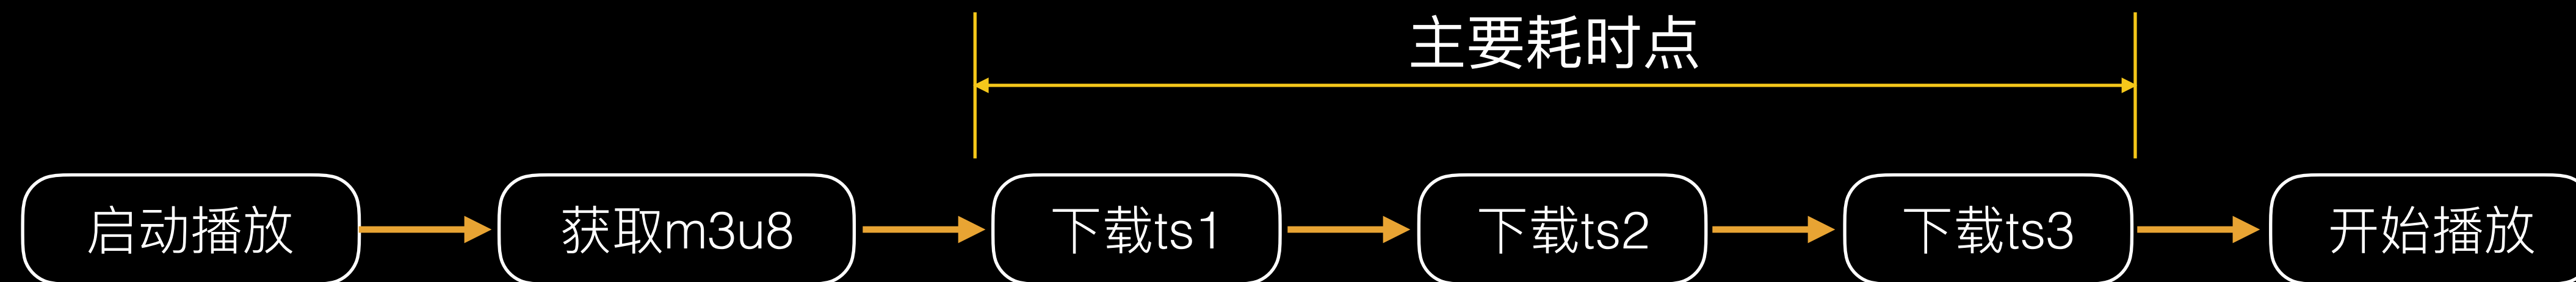 主要耗时点
启动播放
获取m3u8
下载ts1
下载ts2
下载ts3
开始播放